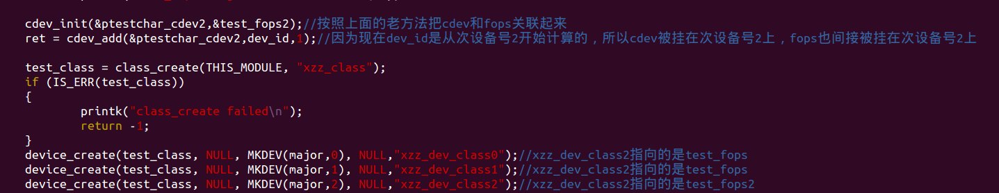 cdev_init(&ptestchar_cdev2,&test_fops2);//按照上面的老方法把cdev和fops关联起来
ret = cdev_add(&ptestchar_cdev2,dev_id,1);//因为现在dev_id是从次设备号2开始计算的，所以cdev被挂在次设备号2上，fops也间接被挂在次设备号2上
test_class = class_create(THIS_MODULE, "xzz_class");
if (IS_ERR(test_class))
{
printk("class_create failed\n");
return -1;
}
device_create(test_class, NULL, MKDEV(major,0), NULL,"xzz_dev_class0");//xzz_dev_class2指向的是test_fops
device_create(test_class, NULL, MKDEV(major,1), NULL,"xzz_dev_class1");//xzz_dev_class2指向的是test_fops
device_create(test_class, NULL, MKDEV(major,2), NULL,"xzz_dev_class2");//xzz_dev_class2指向的是test_fops2